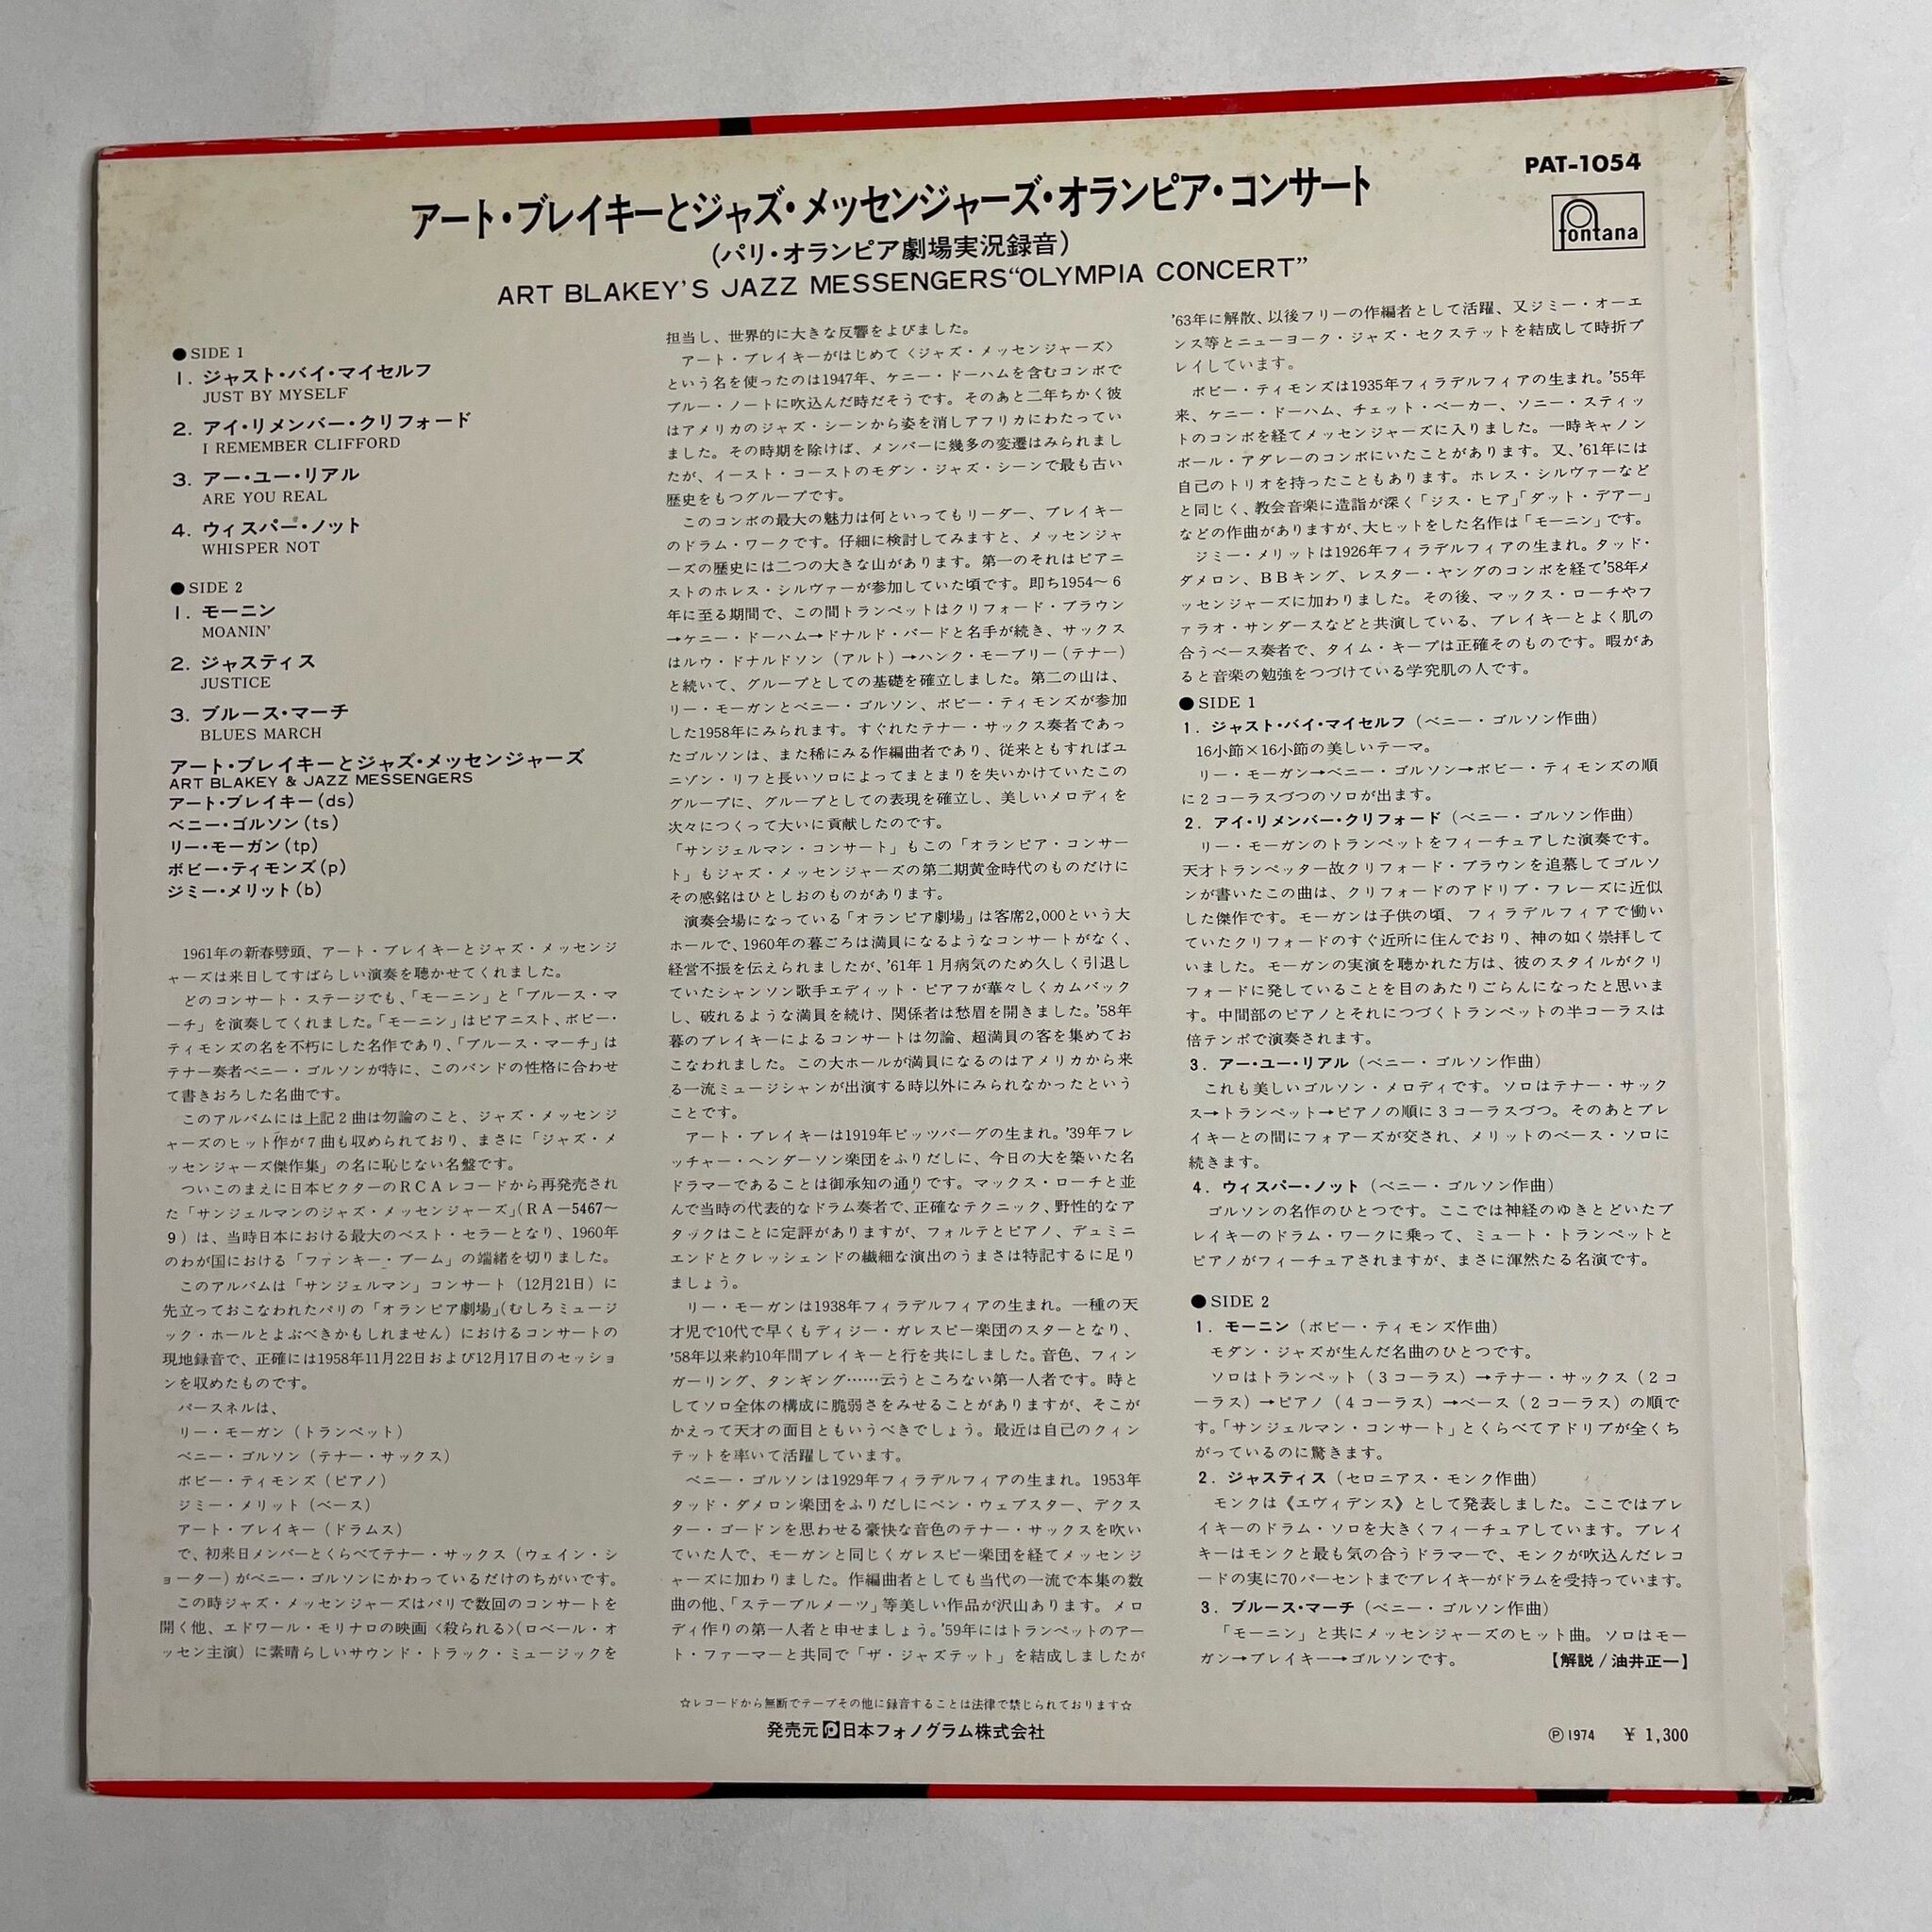 PAT-1054
fontana
アート・ブレイキーとジャズ・メッセンジャーズ・オランピア・コンサート
(パリ・オランピア劇場実況録音)
ART BLAKEY'S JAZZ MESSENGERS“OLYMPIA CONCERT”
●SIDE 1
1. ジャスト・バイ・マイセルフ
JUST BY MYSELF
2. アイ・リメンバー・クリフォード
I REMEMBER CLIFFORD
3. アー・ユー・リアル
ARE YOU REAL
4. ウィスパー・ノット
WHISPER NOT
●SIDE 2
1. モーニン
MOANIN'
2. ジャスティス
JUSTICE
3. ブルース・マーチ
BLUES MARCH
アート・ブレイキーとジャズ・メッセンジャーズ
ART BLAKEY & JAZZ MESSENGERS
アート・ブレイキー(ds)
ベニー・ゴルソン(ts)
リー・モーガン(tp)
ボビー・ティモンズ(p)
ジミー・メリット(b)
1961年の新春劈頭、アート・ブレイキーとジャズ・メッセンジ
ャーズは来日してすばらしい演奏を聴かせてくれました。
どのコンサート・ステージでも、「モーニン」と「ブルース・マ
ーチ」を演奏してくれました。「モーニン」はピアニスト、ボビー・
ティモンズの名を不朽にした名作であり、「ブルース・マーチ」は
テナー奏者ベニー・ゴルソンが特に、このバンドの性格に合わせ
て書きおろした名曲です。
このアルバムには上記2曲は勿論のこと、ジャズ・メッセンジ
ャーズのヒット作が7曲も収められており、まさに「ジャズ・メ
ッセンジャーズ傑作集」の名に恥じない名盤です。
ついこのまえに日本ビクターのRCAレコードから再発売され
た「サンジェルマンのジャズ・メッセンジャーズ」(RA-5467~
9)は、当時日本における最大のベスト・セラーとなり、1960年
のわが国における「ファンキー・ブーム」の端緒を切りました。
このアルバムは「サンジェルマン」コンサート(12月21日)に
先立っておこなわれたパリの「オランピア劇場」(むしろミュージ
ック・ホールとよぶべきかもしれません)におけるコンサートの
現地録音で、正確には1958年11月22日および12月17日のセッショ
ンを収めたものです。
パースネルは、
リー・モーガン(トランペット)
ベニー・ゴルソン(テナー・サックス)
ボビー・ティモンズ(ピアノ)
ジミー・メリット(ベース)
アート・ブレイキー(ドラムス)
で、初来日メンバーとくらべてテナー・サックス(ウェイン・シ
ョーター)がベニー・ゴルソンにかわっているだけのちがいです。
この時ジャズ・メッセンジャーズはパリで数回のコンサートを
開く他、エドワール・モリナロの映画〈殺られる〉(ロベール・オ
ッセン主演)に素晴らしいサウンド・トラック・ミュージックを
担当し、世界的に大きな反響をよびました。
アート・ブレイキーがはじめて〈ジャズ・メッセンジャーズ〉
という名を使ったのは1947年、ケニー・ドーハムを含むコンボで
ブルー・ノートに吹込んだ時だそうです。そのあと二年ちかく彼
はアメリカのジャズ・シーンから姿を消しアフリカにわたってい
ました。その時期を除けば、メンバーに幾多の変遷はみられまし
たが、イースト・コーストのモダン・ジャズ・シーンで最も古い
歴史をもつグループです。
このコンボの最大の魅力は何といってもリーダー、ブレイキー
のドラム・ワークです。仔細に検討してみますと、メッセンジャ
ーズの歴史には二つの大きな山があります。第一のそれはピアニ
ストのホレス・シルヴァーが参加していた頃です。即ち1954~6
年に至る期間で、この間トランペットはクリフォード・ブラウン
→ケニー・ドーハム→ドナルド・バードと名手が続き、サックス
はルウ・ドナルドソン(アルト)→ハンク・モーブリー(テナー)
と続いて、グループとしての基礎を確立しました。第二の山は、
リー・モーガンとベニー・ゴルソン、ボビー・ティモンズが参加
した1958年にみられます。すぐれたテナー・サックス奏者であっ
たゴルソンは、また稀にみる作編曲者であり、従来ともすればユ
ニゾン・リフと長いソロによってまとまりを失いかけていたこの
グループに、グループとしての表現を確立し、美しいメロディを
次々につくって大いに貢献したのです。
「サンジェルマン・コンサート」もこの「オランピア・コンサー
ト」もジャズ・メッセンジャーズの第二期黄金時代のものだけに
その感銘はひとしおのものがあります。
演奏会場になっている「オランピア劇場」は客席2,000という大
ホールで、1960年の暮ごろは満員になるようなコンサートがなく、
経営不振を伝えられましたが、'61年1月病気のため久しく引退し
ていたシャンソン歌手エディット・ピアフが華々しくカムバック
し、破れるような満員を続け、関係者は愁眉を開きました。'58年
暮のブレイキーによるコンサートは勿論、超満員の客を集めてお
こなわれました。この大ホールが満員になるのはアメリカから来
る一流ミュージシャンが出演する時以外にみられなかったという
ことです。
アート・ブレイキーは1919年ピッツバーグの生まれ。'39年フレ
ッチャー・ヘンダーソン楽団をふりだしに、今日の大を築いた名
ドラマーであることは御承知の通りです。マックス・ローチと並
んで当時の代表的なドラム奏者で、正確なテクニック、野性的なア
タックはことに定評がありますが、フォルテとピアノ、デュミニ
エンドとクレッシェンドの繊細な演出のうまさは特記するに足り
ましょう。
リー・モーガンは1938年フィラデルフィアの生まれ。一種の天
才児で10代で早くもディジー・ガレスピー楽団のスターとなり、
'58年以来約10年間ブレイキーと行を共にしました。音色、フィン
ガーリング、タンギング……云うところない第一人者です。時と
してソロ全体の構成に脆弱さをみせることがありますが、そこが
かえって天才の面目ともいうべきでしょう。最近は自己のクィン
テットを率いて活躍しています。
ベニー・ゴルソンは1929年フィラデルフィアの生まれ。1953年
タッド・ダメロン楽団をふりだしにベン・ウェブスター、デクス
ター・ゴードンを思わせる豪快な音色のテナー・サックスを吹い
ていた人で、モーガンと同じくガレスピー楽団を経てメッセンジ
ャーズに加わりました。作編曲者としても当代の一流で本集の数
曲の他、「ステーブルメーツ」等美しい作品が沢山あります。メロ
ディ作りの第一人者と申せましょう。'59年にはトランペットのアー
ト・ファーマーと共同で「ザ・ジャズテット」を結成しましたが
'63年に解散、以後フリーの作編者として活躍、又ジミー・オーエ
ンス等とニューヨーク・ジャズ・セクステットを結成して時折プ
レイしています。
ボビー・ティモンズは1935年フィラデルフィアの生まれ。'55年
来、ケニー・ドーハム、チェット・ベーカー、ソニー・スティッ
トのコンボを経てメッセンジャーズに入りました。一時キャノン
ボール・アダレーのコンボにいたことがあります。又、'61年には
自己のトリオを持ったこともあります。ホレス・シルヴァーなど
と同じく、教会音楽に造詣が深く「ジス・ヒア」「ダット・デアー」
などの作曲がありますが、大ヒットをした名作は「モーニン」です。
ジミー・メリットは1926年フィラデルフィアの生まれ。タッド・
ダメロン、BBキング、レスター・ヤングのコンボを経て'58年メ
ッセンジャーズに加わりました。その後、マックス・ローチやフ
ァラオ・サンダースなどと共演している、ブレイキーとよく肌の
合うベース奏者で、タイム・キープは正確そのものです。暇があ
ると音楽の勉強をつづけている学究肌の人です。
●SIDE 1
1. ジャスト・バイ・マイセルフ(ベニー・ゴルソン作曲)
16小節×16小節の美しいテーマ。
リー・モーガン→ベニー・ゴルソン→ボビー・ティモンズの順
に2コーラスづつのソロが出ます。
2. アイ・リメンバー・クリフォード(ベニー・ゴルソン作曲)
リー・モーガンのトランペットをフィーチュアした演奏です。
天才トランペッター故クリフォード・ブラウンを追慕してゴルソ
ンが書いたこの曲は、クリフォードのアドリブ・フレーズに近似
した傑作です。モーガンは子供の頃、フィラデルフィアで働い
ていたクリフォードのすぐ近所に住んでおり、神の如く崇拝して
いました。モーガンの実演を聴かれた方は、彼のスタイルがクリ
フォードに発していることを目のあたりごらんになったと思いま
す。中間部のピアノとそれにつづくトランペットの半コーラスは
倍テンポで演奏されます。
3. アー・ユー・リアル(ベニー・ゴルソン作曲)
これも美しいゴルソン・メロディです。ソロはテナー・サック
ス→トランペット→ピアノの順に3コーラスづつ。そのあとブレ
イキーとの間にフォアーズが交され、メリットのベース・ソロに
続きます。
4. ウィスパー・ノット(ベニー・ゴルソン作曲)
ゴルソンの名作のひとつです。ここでは神経のゆきとどいたブ
レイキーのドラム・ワークに乗って、ミュート・トランペットと
ピアノがフィーチュアされますが、まさに渾然たる名演です。
●SIDE 2
1. モーニン(ボビー・ティモンズ作曲)
モダン・ジャズが生んだ名曲のひとつです。
ソロはトランペット(3コーラス)→テナー・サックス(2コ
ーラス)→ピアノ(4コーラス)→ベース(2コーラス)の順で
す。「サンジェルマン・コンサート」とくらべてアドリブが全くち
がっているのに驚きます。
2. ジャスティス(セロニアス・モンク作曲)
モンクは《エヴィデンス》として発表しました。ここではブレ
イキーのドラム・ソロを大きくフィーチュアしています。ブレイ
キーはモンクと最も気の合うドラマーで、モンクが吹込んだレコ
ードの実に70パーセントまでブレイキーがドラムを受持っています。
3. ブルース・マーチ(ベニー・ゴルソン作曲)
「モーニン」と共にメッセンジャーズのヒット曲。ソロはモー
ガン→ブレイキー→ゴルソンです。 【解説/油井正一】
☆レコードから無断でテープその他に録音することは法律で禁じられております☆
発売元 日本フォノグラム株式会社
Ⓟ1974 ¥1,300